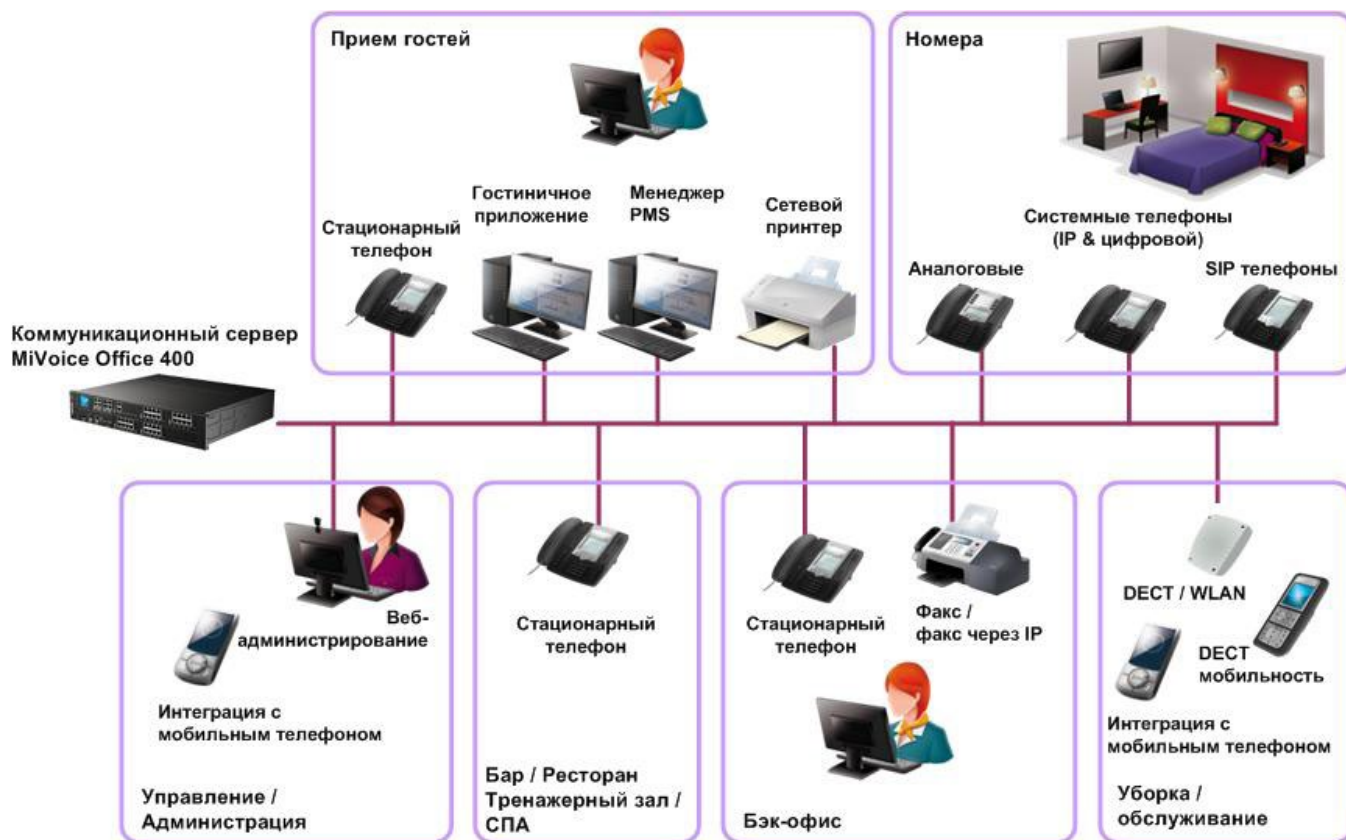 Прием гостей
Гостиничное
приложение
Менеджер
PMS
Стационарный
телефон
Сетевой
принтер
Номера
Системные телефоны
(IP & цифровой)
Аналоговые
SIP телефоны
Коммуникационный сервер
MiVoice Office 400
Веб-
администрирование
Интеграция с
мобильным телефоном
Управление /
Администрация
Стационарный
телефон
Бар / Ресторан
Тренажерный зал /
СПА
Стационарный
телефон
Факс /
факс через IP
Бэк-офис
DECT / WLAN
DECT
мобильность
Интеграция с
мобильным телефоном
Уборка /
обслуживание